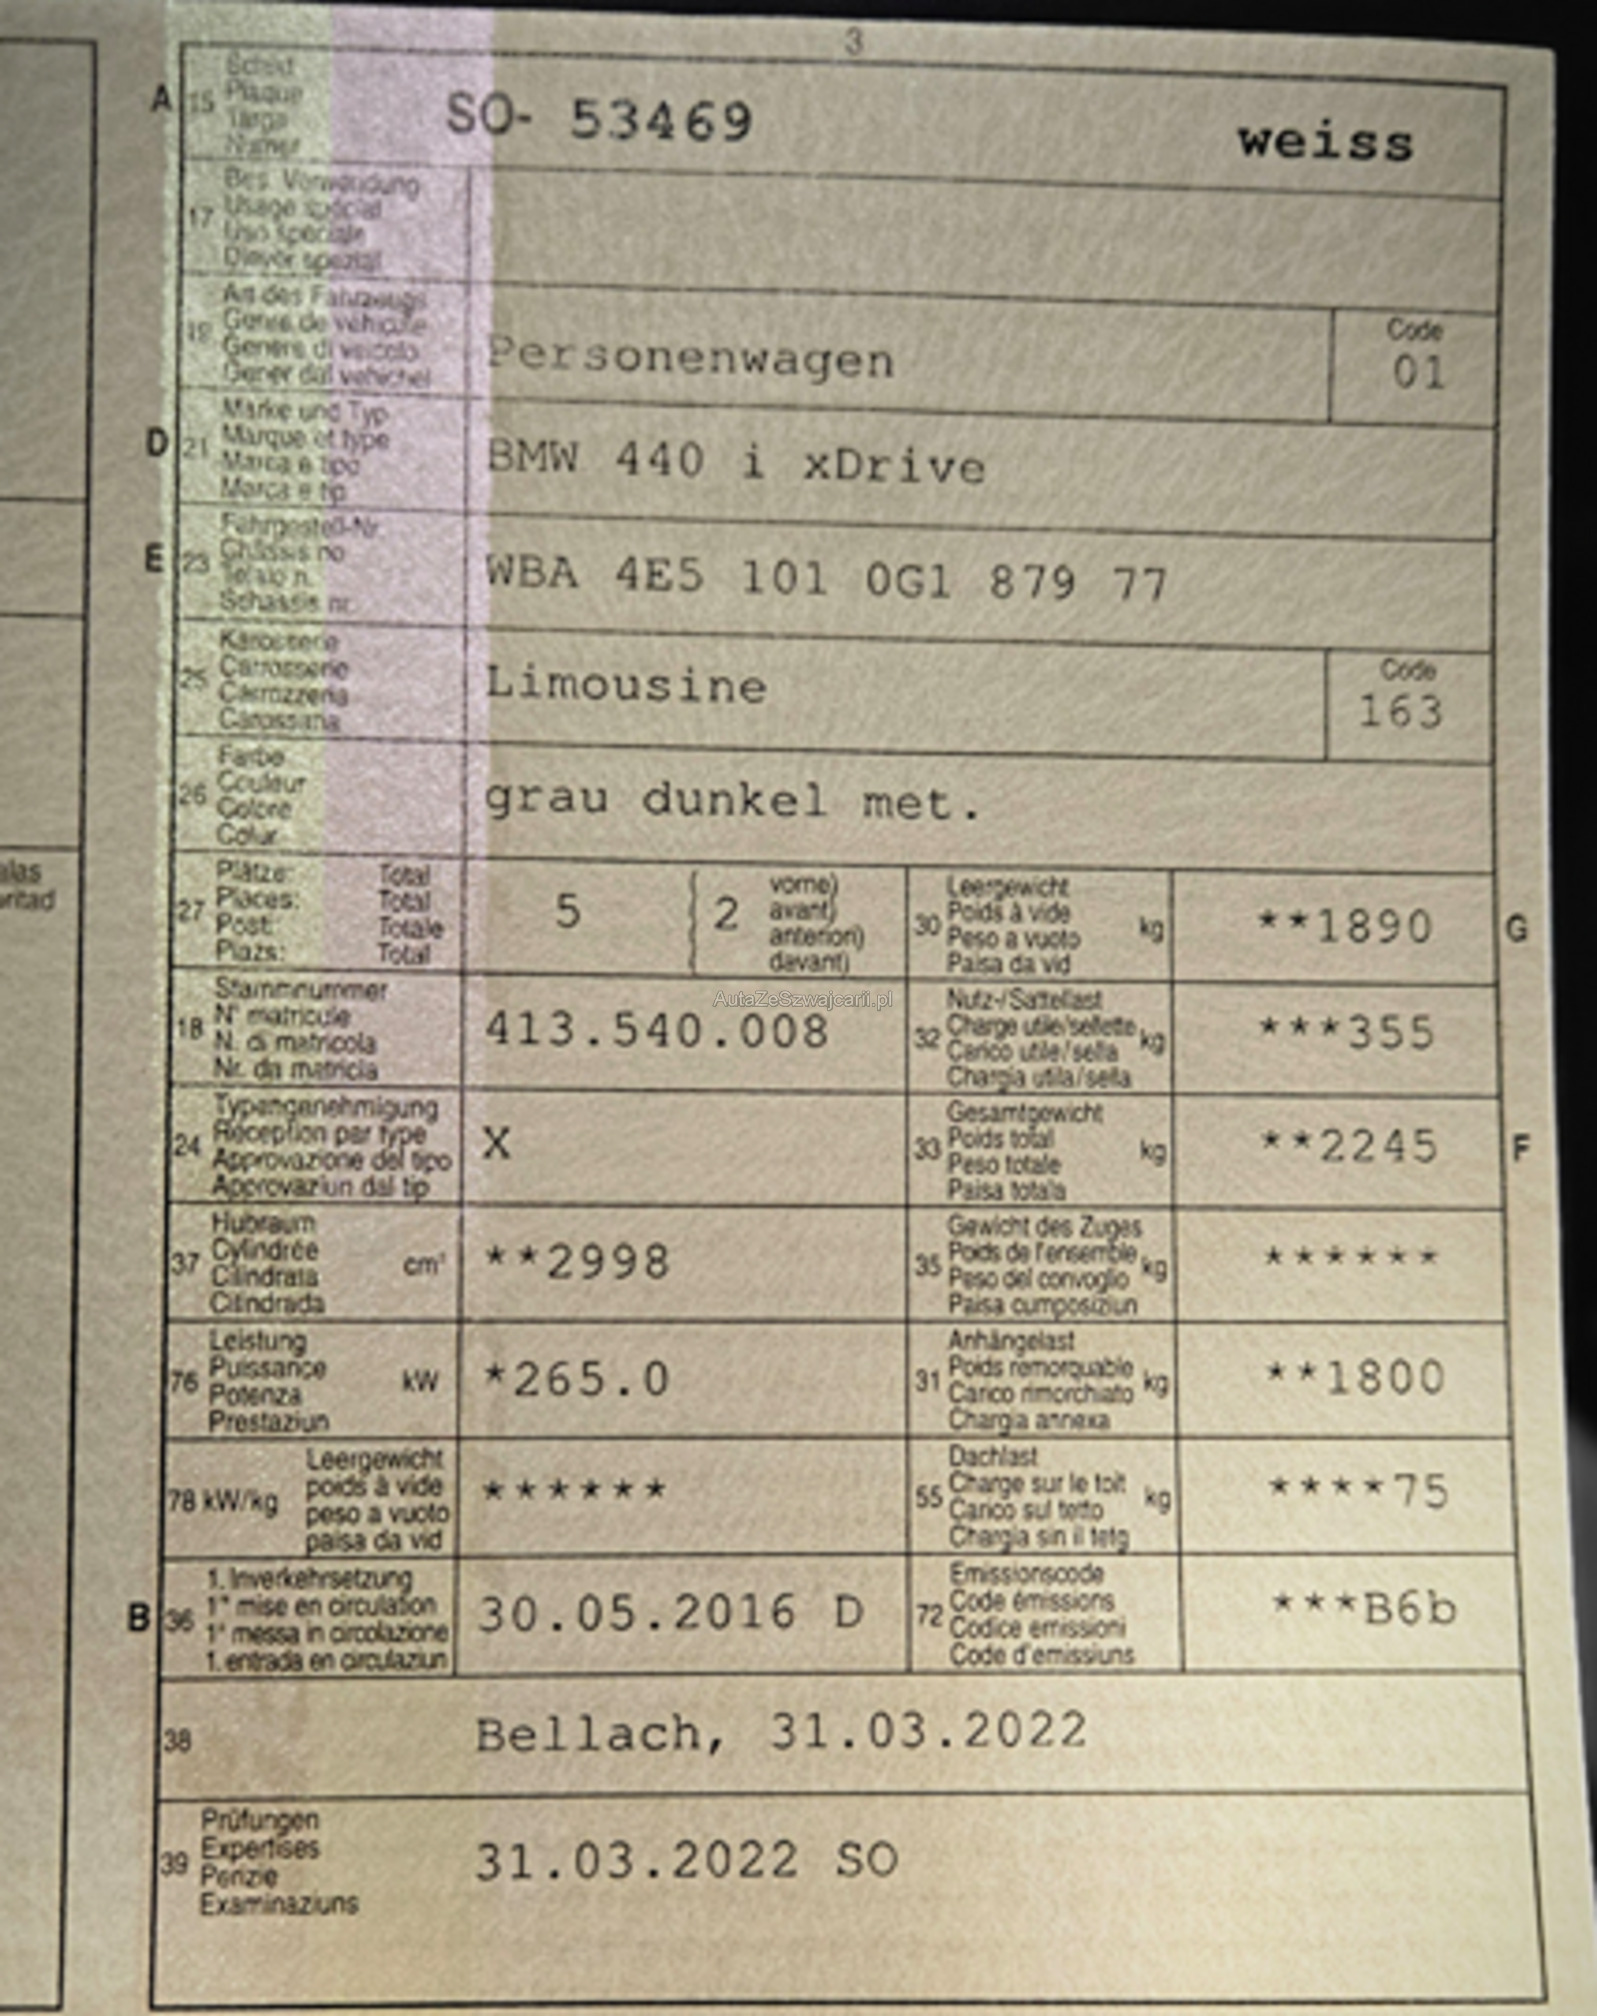 3
A 15 Schild
Plaque
Targa
Numer
SO- 53469 weiss
17 Bes. Verwendung
Usage spécial
Uso speciale
Diever spezial
19 Art des Fahrzeugs
Genre de véhicule
Genere di veicolo
Gener dal vehichel
Personenwagen
Code
01
D 21 Marke und Typ
Marque et type
Marca e tipo
Marca e tip
BMW 440 i xDrive
E 23 Fahrgestell-Nr.
Châssis no
Telaio n.
Schassis nr.
WBA 4E5 101 0G1 879 77
25 Karosserie
Carrosserie
Carrozzeria
Carossaria
Limousine
Code
163
26 Farbe
Couleur
Colore
Colur
grau dunkel met.
alas
uritad
27 Plätze: Total
Places: Total
Post: Totale
Plazs: Total
5 ( 2 vorne)
avant)
anteriori)
davant)
30 Leergewicht
Poids à vide kg
Peso a vuoto
Paisa da vid
**1890 G
AutaZeSzwajcarii.pl
18 Stammnummer
N° matricule
N. di matricola
Nr. da matricla
413.540.008
32 Nutz-/Sattellast
Charge utile/sellette kg
Carico utile/sella
Chargia utila/sella
***355
24 Typengenehmigung
Réception par type
Approvazione del tipo
Approvaziun dal tip
X
33 Gesamtgewicht
Poids total kg
Peso totale
Paisa totala
**2245 F
37 Hubraum
Cylindrée cm³
Cilindrata
Cilindrada
**2998
35 Gewicht des Zuges
Poids de l'ensemble kg
Peso del convoglio
Paisa cumposiziun
******
76 Leistung
Puissance kW
Potenza
Prestaziun
*265.0
31 Anhängelast
Poids remorquable kg
Carico rimorchiato
Chargia annexa
**1800
78 kW/kg Leergewicht
poids à vide
peso a vuoto
paisa da vid
******
55 Dachlast
Charge sur le toit kg
Carico sul tetto
Chargia sin il tetg
****75
B 36 1. Inverkehrsetzung
1re mise en circulation
1a messa in circolazione
1. entrada en circulaziun
30.05.2016 D
72 Emissionscode
Code émissions
Codice emissioni
Code d'emissiuns
***B6b
38 Bellach, 31.03.2022
39 Prüfungen
Expertises
Perizie
Examinaziuns
31.03.2022 SO